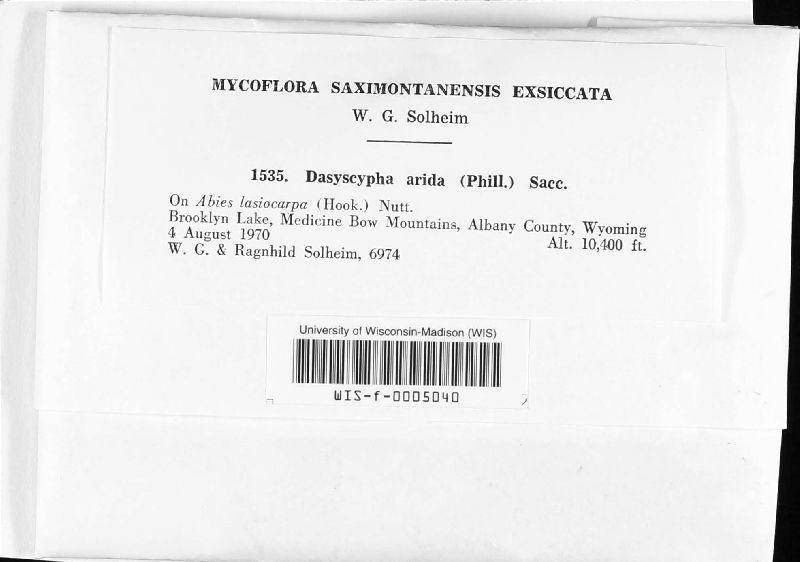 MYCOFLORA SAXIMONTANENSIS EXSICCATA
W. G. Solheim
1535. Dasyscypha arida (Phill.) Sacc.
On Abies lasiocarpa (Hook.) Nutt.
Brooklyn Lake, Medicine Bow Mountains, Albany County, Wyoming
4 August 1970 Alt. 10,400 ft.
W. G. & Ragnhild Solheim, 6974
University of Wisconsin-Madison (WIS)
WIS-f-0005040